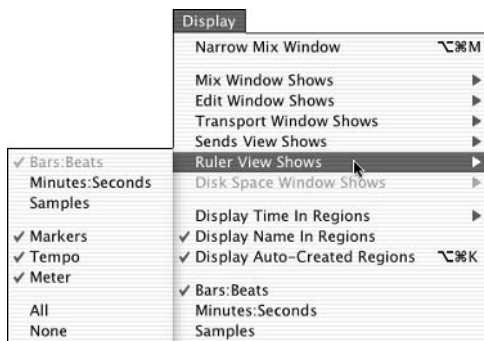 Display
Narrow Mix Window ⌥⌘M
Mix Window Shows
Edit Window Shows
Transport Window Shows
Sends View Shows
Ruler View Shows
Disk Space Window Shows
Display Time In Regions
✓ Display Name In Regions
✓ Display Auto-Created Regions ⌥⌘K
✓ Bars:Beats
Minutes:Seconds
Samples
✓ Bars:Beats
Minutes:Seconds
Samples
✓ Markers
✓ Tempo
✓ Meter
All
None